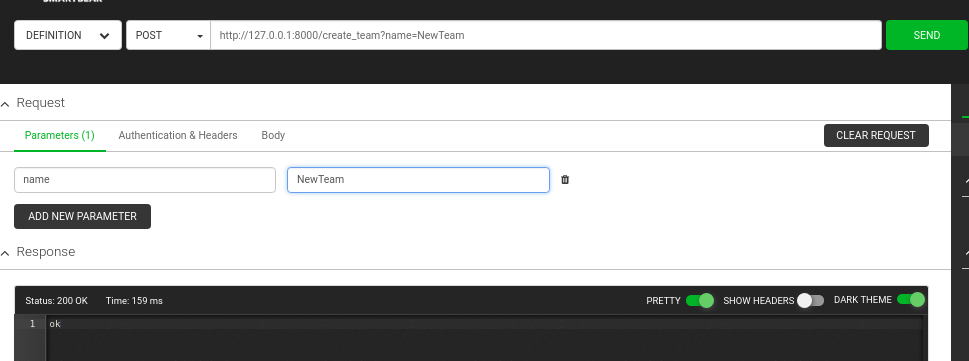 SMARTBEAR
DEFINITION POST http://127.0.0.1:8000/create_team?name=NewTeam SEND
Request
Parameters (1) Authentication & Headers Body CLEAR REQUEST
name NewTeam
ADD NEW PARAMETER
Response
Status: 200 OK Time: 159 ms PRETTY SHOW HEADERS DARK THEME
1 ok